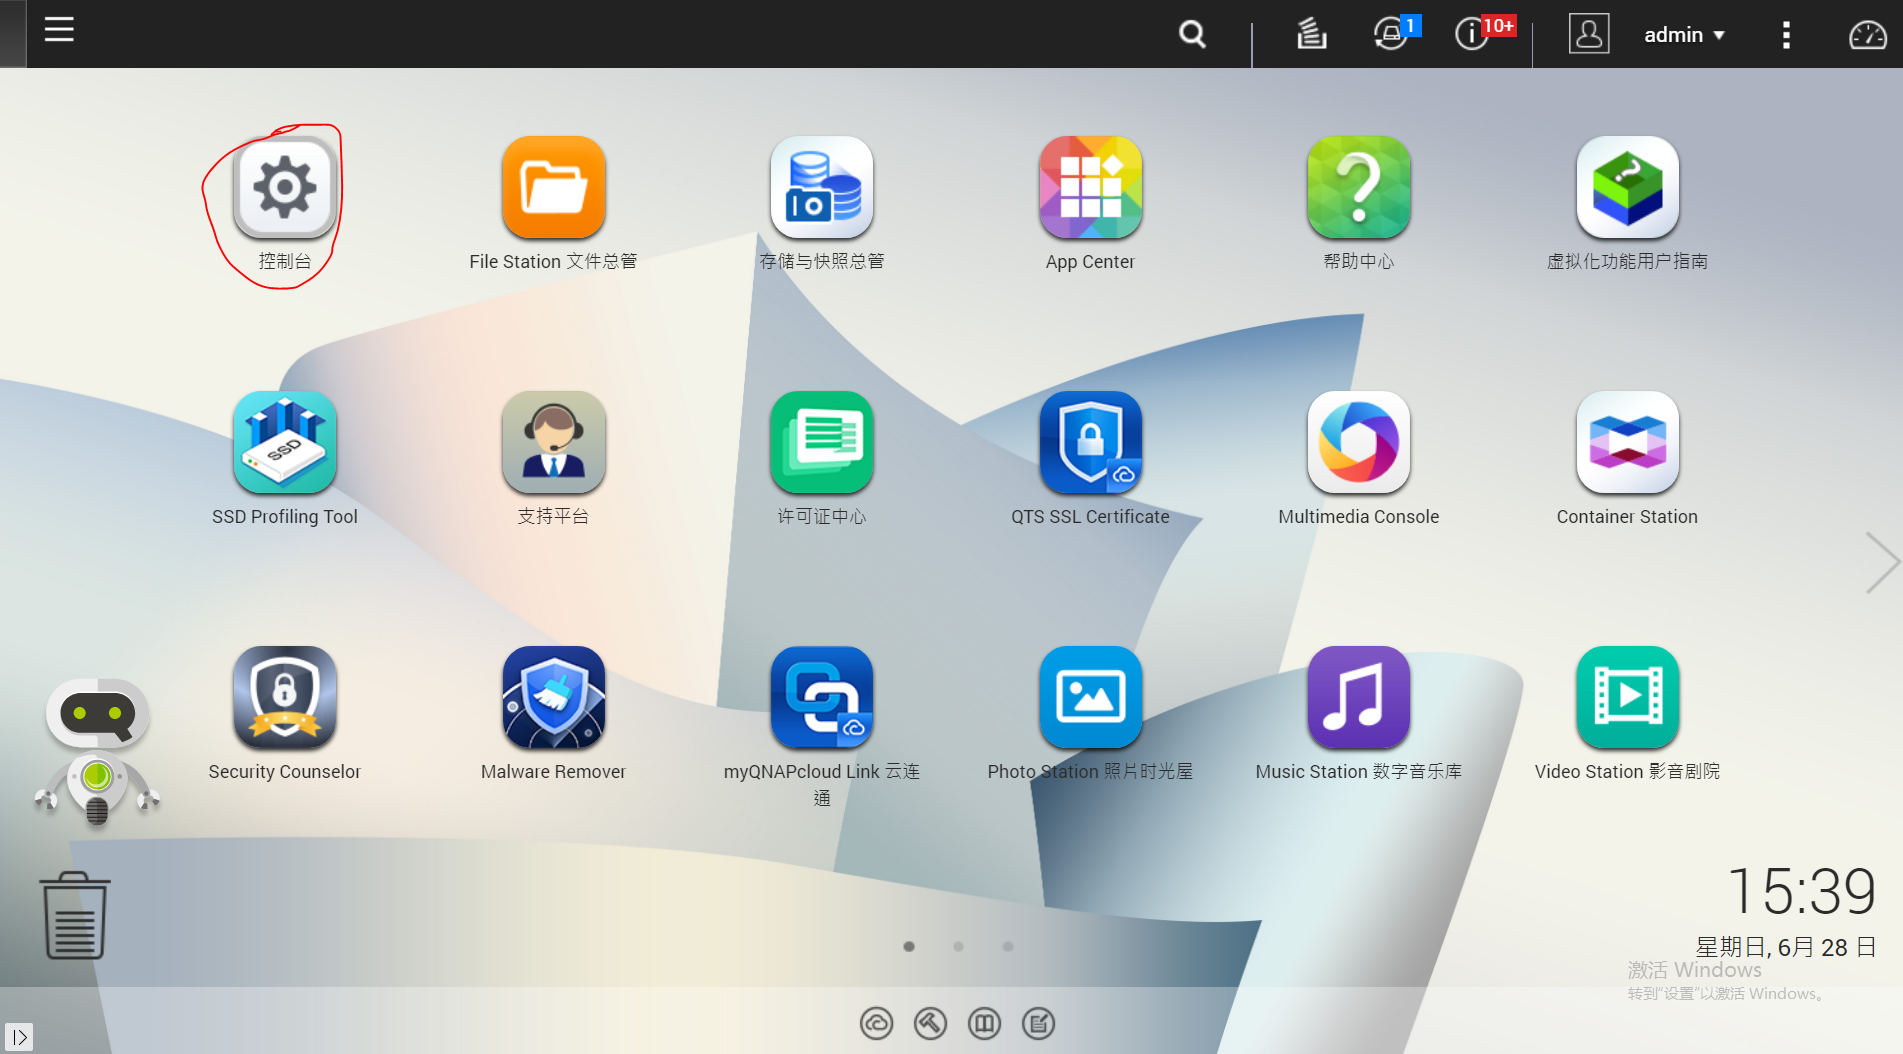 1
10+
admin
控制台
File Station 文件总管
存储与快照总管
App Center
帮助中心
虚拟化功能用户指南
SSD
SSD Profiling Tool
支持平台
许可证中心
QTS SSL Certificate
Multimedia Console
Container Station
Security Counselor
Malware Remover
myQNAPcloud Link 云连
通
Photo Station 照片时光屋
Music Station 数字音乐库
Video Station 影音剧院
15:39
星期日, 6月 28 日
激活 Windows
转到"设置"以激活 Windows。